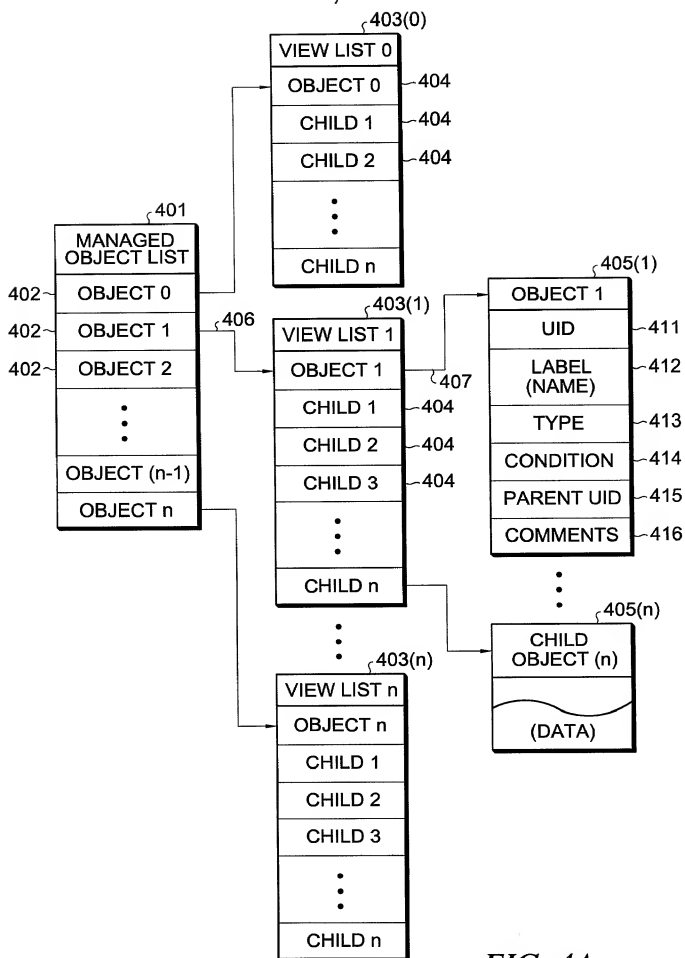 403(0)
VIEW LIST 0
OBJECT 0
404
CHILD 1
404
CHILD 2
404
CHILD n
401
MANAGED
OBJECT LIST
402
OBJECT 0
402
OBJECT 1
406
402
OBJECT 2
OBJECT (n-1)
OBJECT n
403(1)
VIEW LIST 1
OBJECT 1
407
CHILD 1
404
CHILD 2
404
CHILD 3
404
CHILD n
405(1)
OBJECT 1
UID
411
LABEL
(NAME)
412
TYPE
413
CONDITION
414
PARENT UID
415
COMMENTS
416
405(n)
CHILD
OBJECT (n)
(DATA)
403(n)
VIEW LIST n
OBJECT n
CHILD 1
CHILD 2
CHILD 3
CHILD n
FIG. 4A